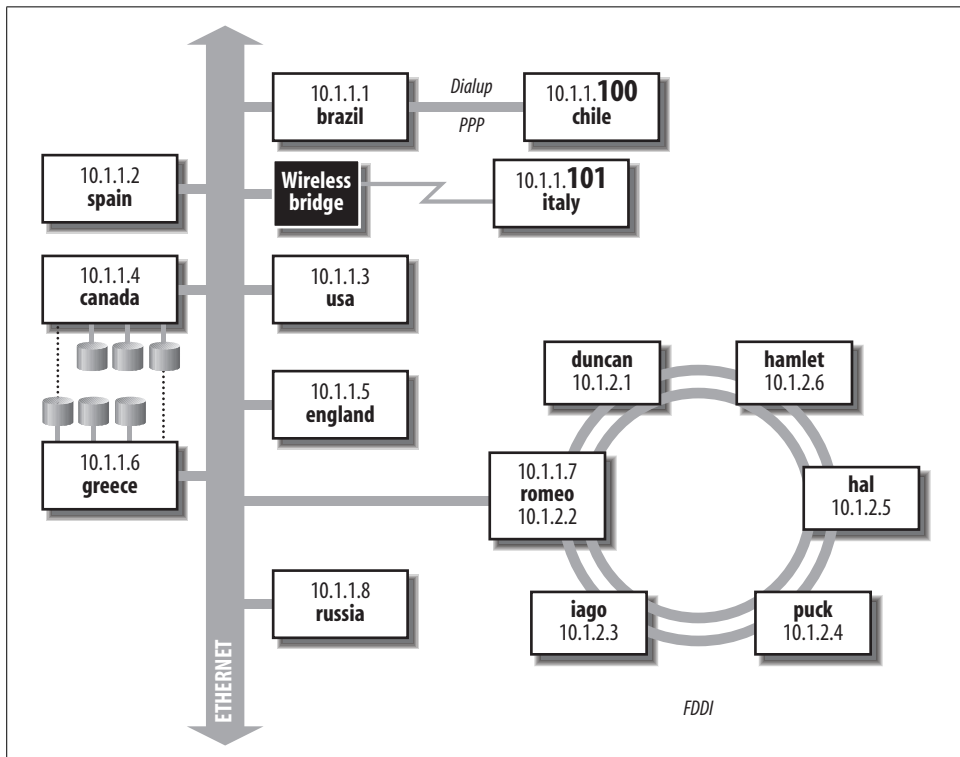 10.1.1.1
brazil
Dialup
PPP
10.1.1.100
chile
10.1.1.2
spain
Wireless
bridge
10.1.1.101
italy
10.1.1.4
canada
10.1.1.3
usa
duncan
10.1.2.1
hamlet
10.1.2.6
10.1.1.5
england
10.1.1.6
greece
10.1.1.7
romeo
10.1.2.2
hal
10.1.2.5
10.1.1.8
russia
iago
10.1.2.3
puck
10.1.2.4
ETHERNET
FDDI